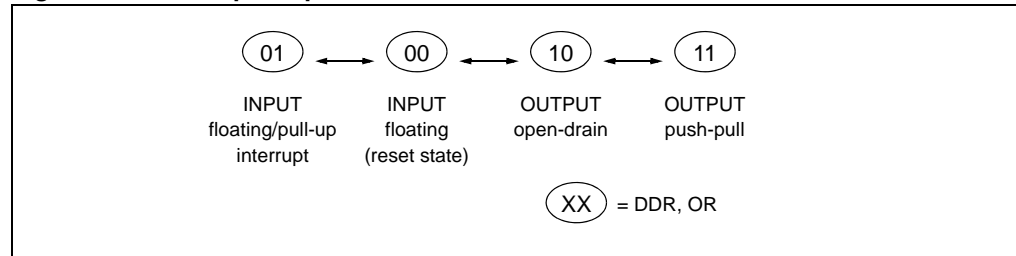 01 00 10 11
INPUT INPUT OUTPUT OUTPUT
floating/pull-up floating open-drain push-pull
interrupt (reset state)
XX = DDR, OR